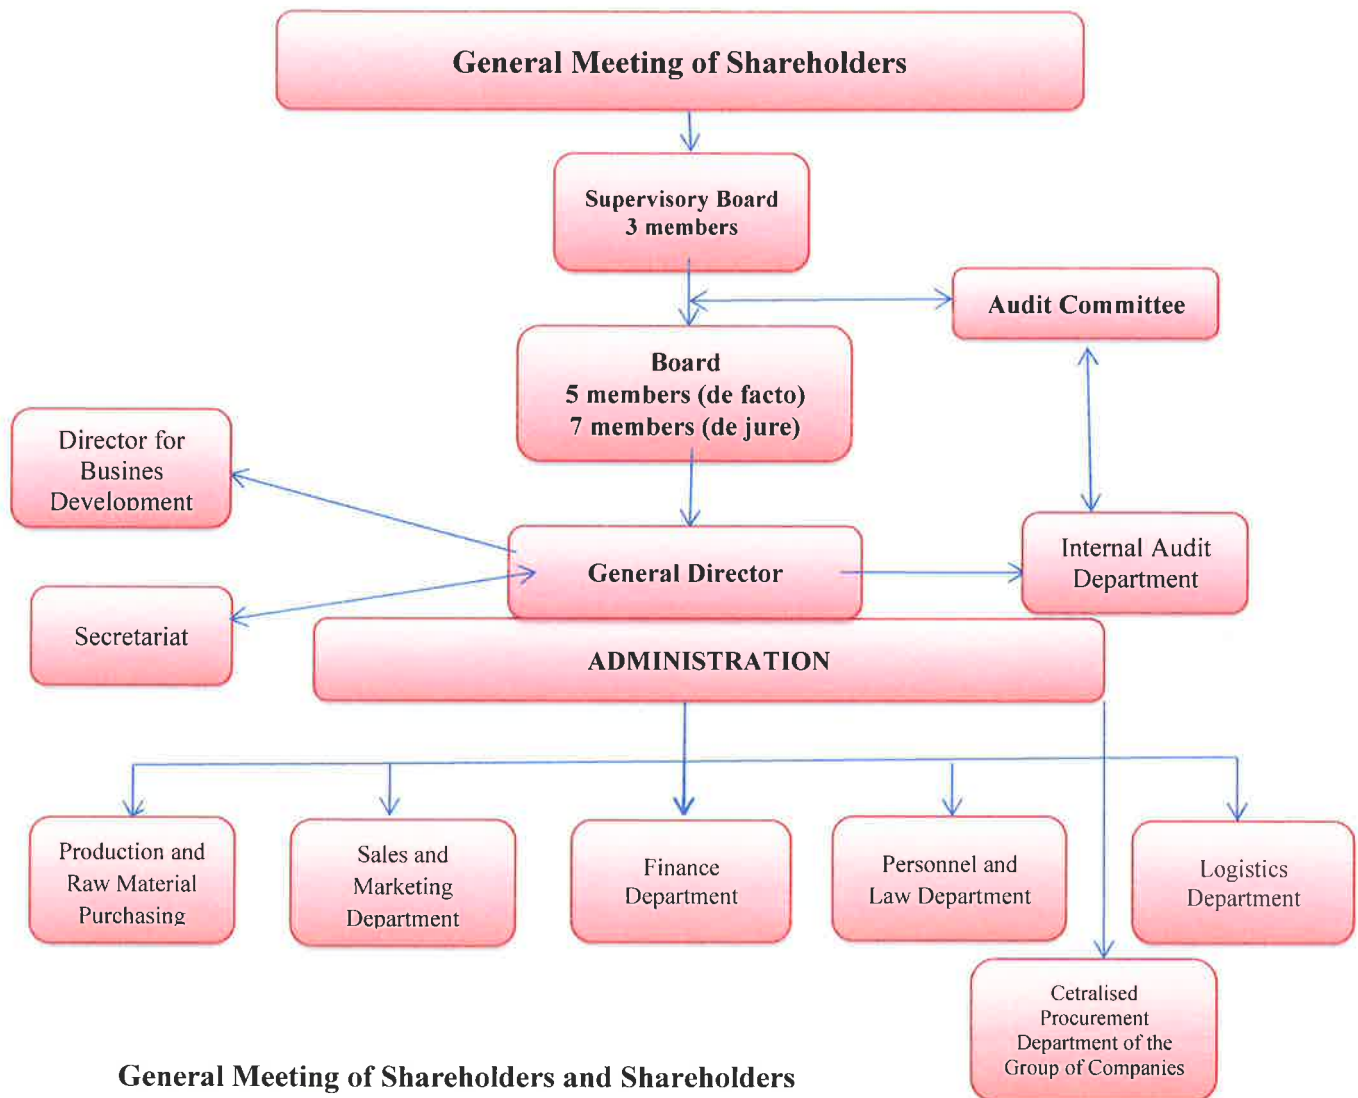 General Meeting of Shareholders
Supervisory Board
3 members
Audit Committee
Board
5 members (de facto)
7 members (de jure)
Director for
Busines
Development
General Director
Internal Audit
Department
Secretariat
ADMINISTRATION
Production and
Raw Material
Purchasing
Sales and
Marketing
Department
Finance
Department
Personnel and
Law Department
Logistics
Department
Cetralised
Procurement
Department of the
Group of Companies
General Meeting of Shareholders and Shareholders